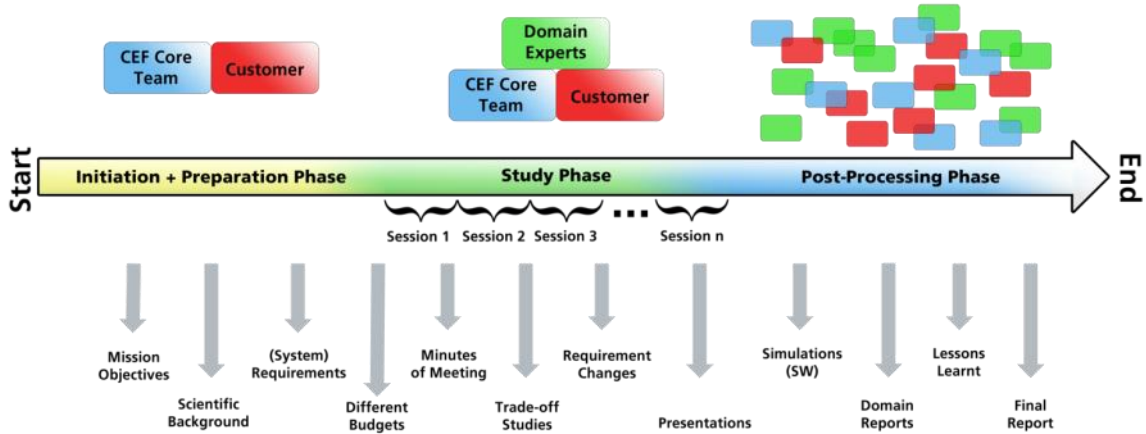 CEF Core
Team
Customer
Domain
Experts
CEF Core
Team
Customer
Start
Initiation + Preparation Phase
Study Phase
Post-Processing Phase
End
Session 1
Session 2
Session 3
...
Session n
Mission
Objectives
Scientific
Background
(System)
Requirements
Different
Budgets
Minutes
of Meeting
Trade-off
Studies
Requirement
Changes
Presentations
Simulations
(SW)
Domain
Reports
Lessons
Learnt
Final
Report